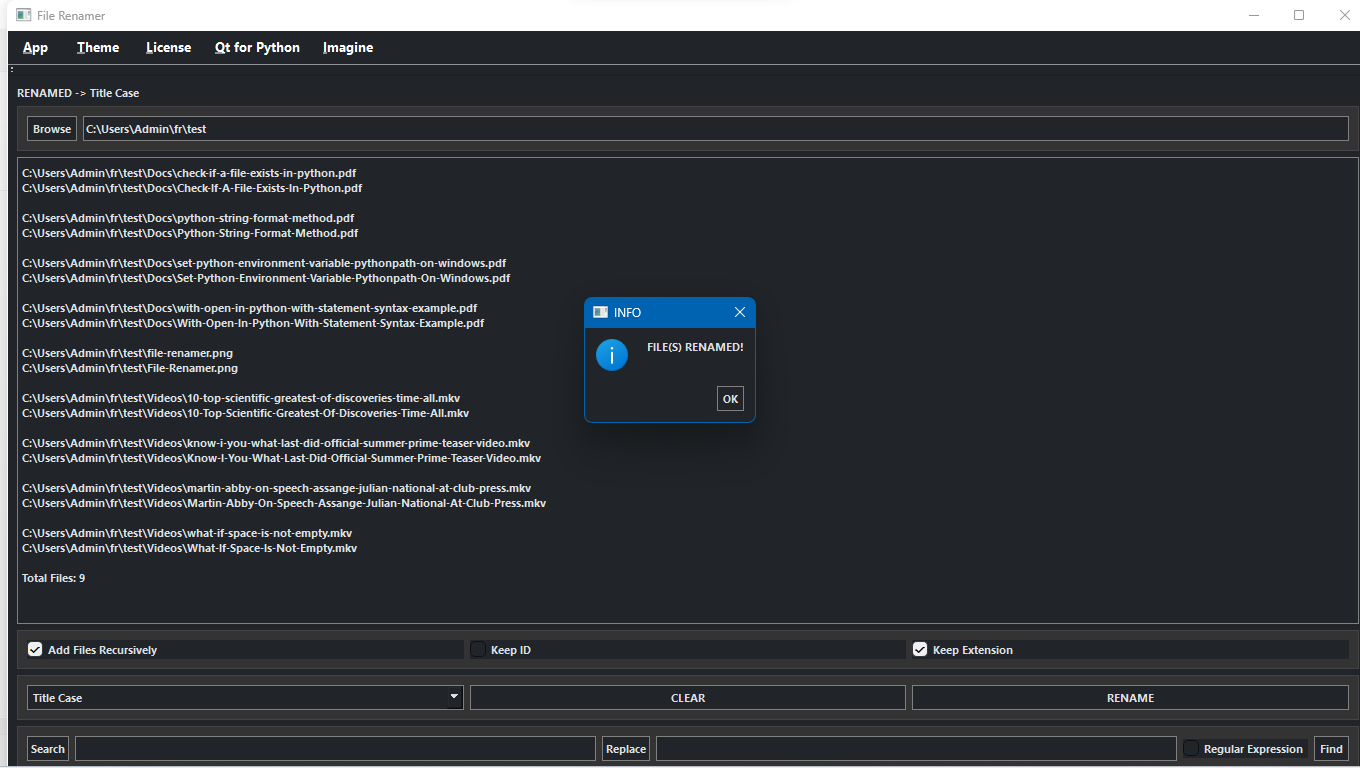 File Renamer
App Theme License Qt for Python Imagine
RENAMED -> Title Case
Browse C:\Users\Admin\fr\test
C:\Users\Admin\fr\test\Docs\check-if-a-file-exists-in-python.pdf
C:\Users\Admin\fr\test\Docs\Check-If-A-File-Exists-In-Python.pdf
C:\Users\Admin\fr\test\Docs\python-string-format-method.pdf
C:\Users\Admin\fr\test\Docs\Python-String-Format-Method.pdf
C:\Users\Admin\fr\test\Docs\set-python-environment-variable-pythonpath-on-windows.pdf
C:\Users\Admin\fr\test\Docs\Set-Python-Environment-Variable-Pythonpath-On-Windows.pdf
C:\Users\Admin\fr\test\Docs\with-open-in-python-with-statement-syntax-example.pdf
C:\Users\Admin\fr\test\Docs\With-Open-In-Python-With-Statement-Syntax-Example.pdf
C:\Users\Admin\fr\test\file-renamer.png
C:\Users\Admin\fr\test\File-Renamer.png
C:\Users\Admin\fr\test\Videos\10-top-scientific-greatest-of-discoveries-time-all.mkv
C:\Users\Admin\fr\test\Videos\10-Top-Scientific-Greatest-Of-Discoveries-Time-All.mkv
C:\Users\Admin\fr\test\Videos\know-i-you-what-last-did-official-summer-prime-teaser-video.mkv
C:\Users\Admin\fr\test\Videos\Know-I-You-What-Last-Did-Official-Summer-Prime-Teaser-Video.mkv
C:\Users\Admin\fr\test\Videos\martin-abby-on-speech-assange-julian-national-at-club-press.mkv
C:\Users\Admin\fr\test\Videos\Martin-Abby-On-Speech-Assange-Julian-National-At-Club-Press.mkv
C:\Users\Admin\fr\test\Videos\what-if-space-is-not-empty.mkv
C:\Users\Admin\fr\test\Videos\What-If-Space-Is-Not-Empty.mkv
Total Files: 9
INFO
FILE(S) RENAMED!
OK
Add Files Recursively Keep ID Keep Extension
Title Case CLEAR RENAME
Search Replace Regular Expression Find